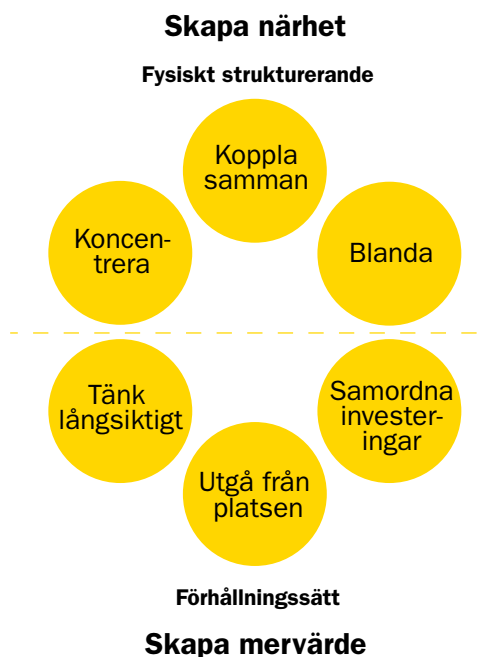 Skapa närhet
Fysiskt strukturerande
Koppla
samman
Koncen-
trera
Blanda
Tänk
långsiktigt
Samordna
invester-
ingar
Utgå från
platsen
Förhållningssätt
Skapa mervärde